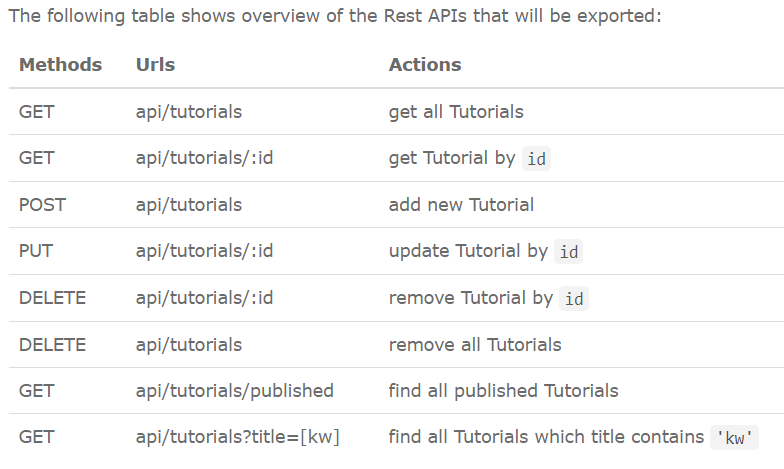 The following table shows overview of the Rest APIs that will be exported:
Methods Urls Actions
GET api/tutorials get all Tutorials
GET api/tutorials/:id get Tutorial by id
POST api/tutorials add new Tutorial
PUT api/tutorials/:id update Tutorial by id
DELETE api/tutorials/:id remove Tutorial by id
DELETE api/tutorials remove all Tutorials
GET api/tutorials/published find all published Tutorials
GET api/tutorials?title=[kw] find all Tutorials which title contains 'kw'